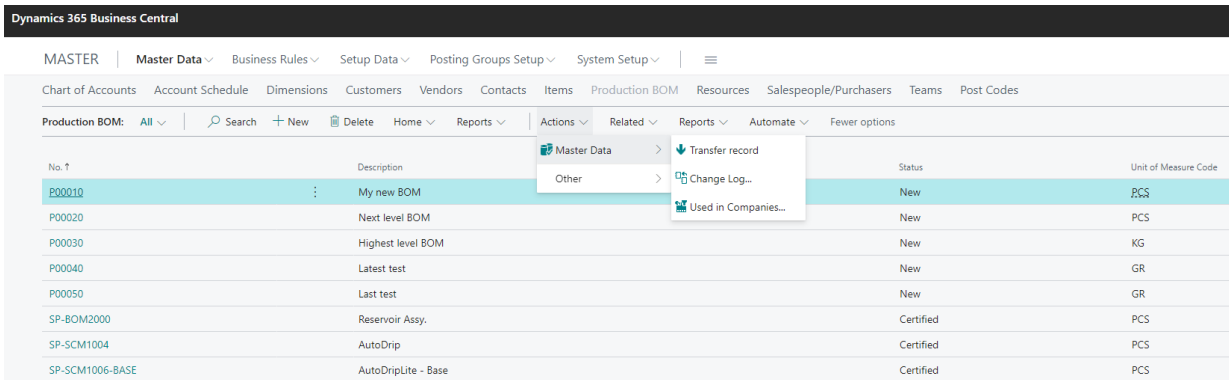 Dynamics 365 Business Central
MASTER Master Data Business Rules Setup Data Posting Groups Setup System Setup
Chart of Accounts Account Schedule Dimensions Customers Vendors Contacts Items Production BOM Resources Salespeople/Purchasers Teams Post Codes
Production BOM: All Search + New Delete Home Reports Actions Related Reports Automate Fewer options
Master Data Transfer record
Other Change Log...
Used in Companies...
No. ↑ Description Status Unit of Measure Code
P00010 My new BOM New PCS
P00020 Next level BOM New PCS
P00030 Highest level BOM New KG
P00040 Latest test New GR
P00050 Last test New GR
SP-BOM2000 Reservoir Assy. Certified PCS
SP-SCM1004 AutoDrip Certified PCS
SP-SCM1006-BASE AutoDripLite - Base Certified PCS